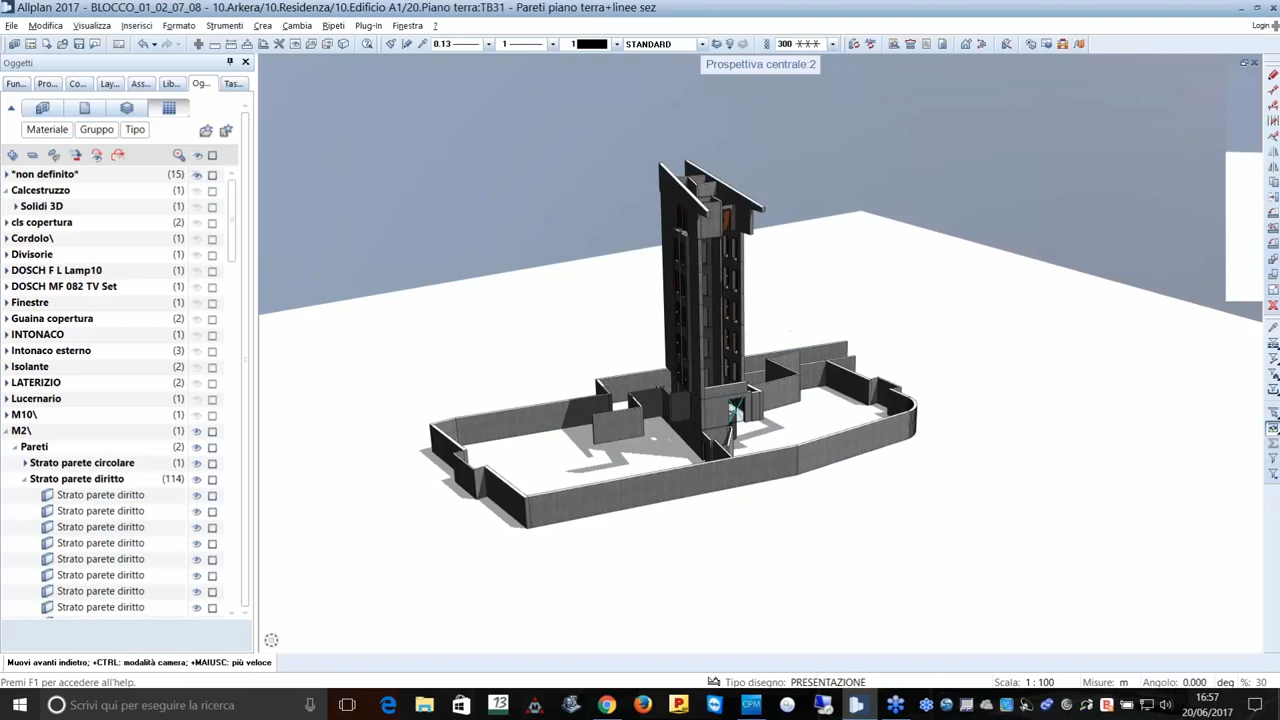 Allplan 2017 - BLOCCO_01_02_07_08 - 10.Arkera/10.Residenza/10.Edificio A1/20.Piano terra:TB31 - Pareti piano terra+linee sez
File Modifica Visualizza Inserisci Formato Strumenti Crea Cambia Ripeti Plug-In Finestra ? Login
0.13 1 1 STANDARD 300
Oggetti Prospettiva centrale:2
Fun... Pro... Co... Lay... Ass... Lib... Og... Tas...
Materiale Gruppo Tipo
*non definito* (15)
Calcestruzzo (1)
Solidi 3D (1)
cls copertura (2)
Cordolo\ (1)
Divisorie (1)
DOSCH F L Lamp10 (1)
DOSCH MF 082 TV Set (1)
Finestre (1)
Guaina copertura (2)
INTONACO (1)
Intonaco esterno (3)
Isolante (2)
LATERIZIO (2)
Lucernario (1)
M10\ (1)
M2\ (1)
Pareti (2)
Strato parete circolare (1)
Strato parete diritto (114)
Strato parete diritto
Strato parete diritto
Strato parete diritto
Strato parete diritto
Strato parete diritto
Strato parete diritto
Strato parete diritto
Strato parete diritto
Muovi avanti indietro; +CTRL: modalità camera; +MAIUSC: più veloce
Premi F1 per accedere all'help. Tipo disegno: PRESENTAZIONE Scala: 1 : 100 Misure: m Angolo: 0.000 deg %: 30
Scrivi qui per eseguire la ricerca 13 CPM 16:57
20/06/2017